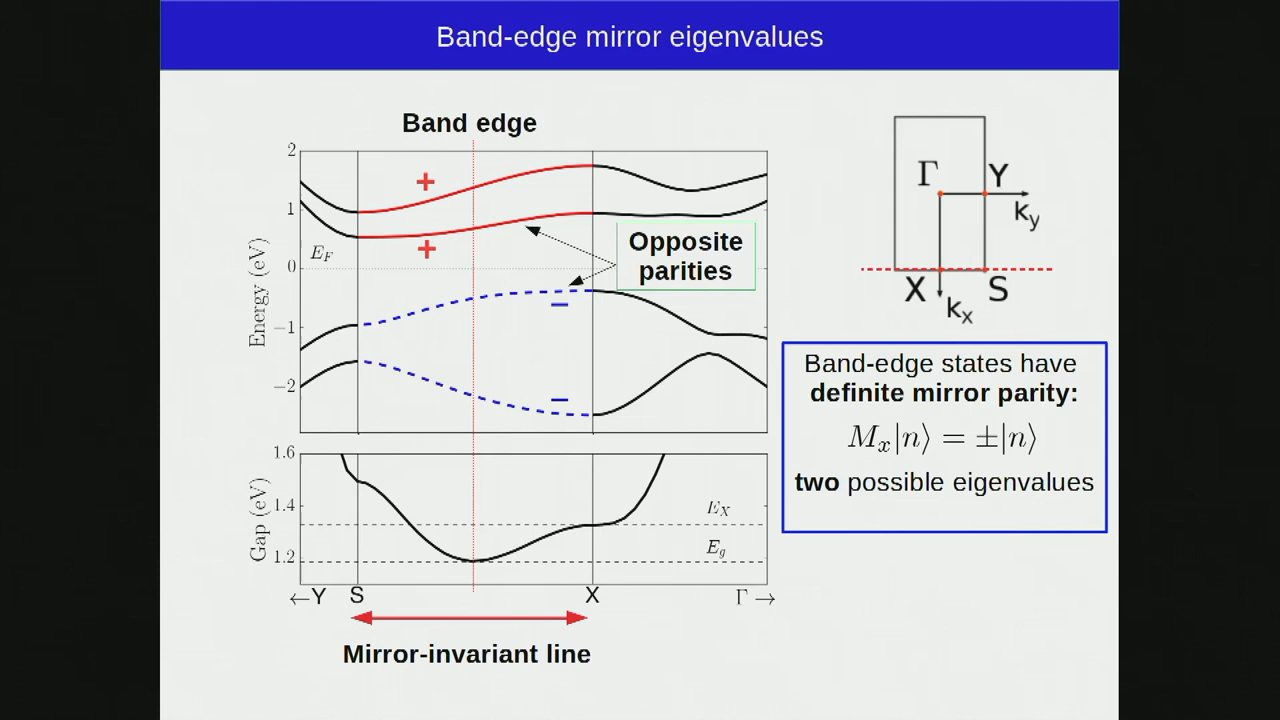 Band-edge mirror eigenvalues
Band edge
2
1
0
−1
−2
Energy (eV)
E_F
+
+
−
−
Opposite
parities
1.6
1.4
1.2
Gap (eV)
E_X
E_g
←Y S X Γ→
Mirror-invariant line
Γ Y
k_y
X S
k_x
Band-edge states have
definite mirror parity:
M_x|n⟩ = ±|n⟩
two possible eigenvalues